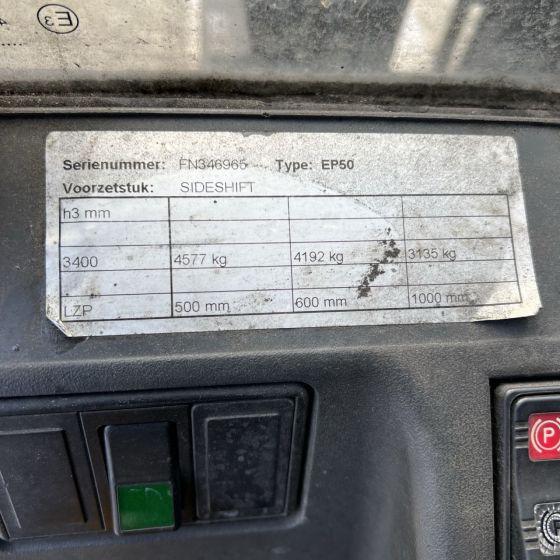 E3
Serienummer: FN346965 Type: EP50
Voorzetstuk: SIDESHIFT
h3 mm
3400 4577 kg 4192 kg 3135 kg
LZP 500 mm 600 mm 1000 mm
P